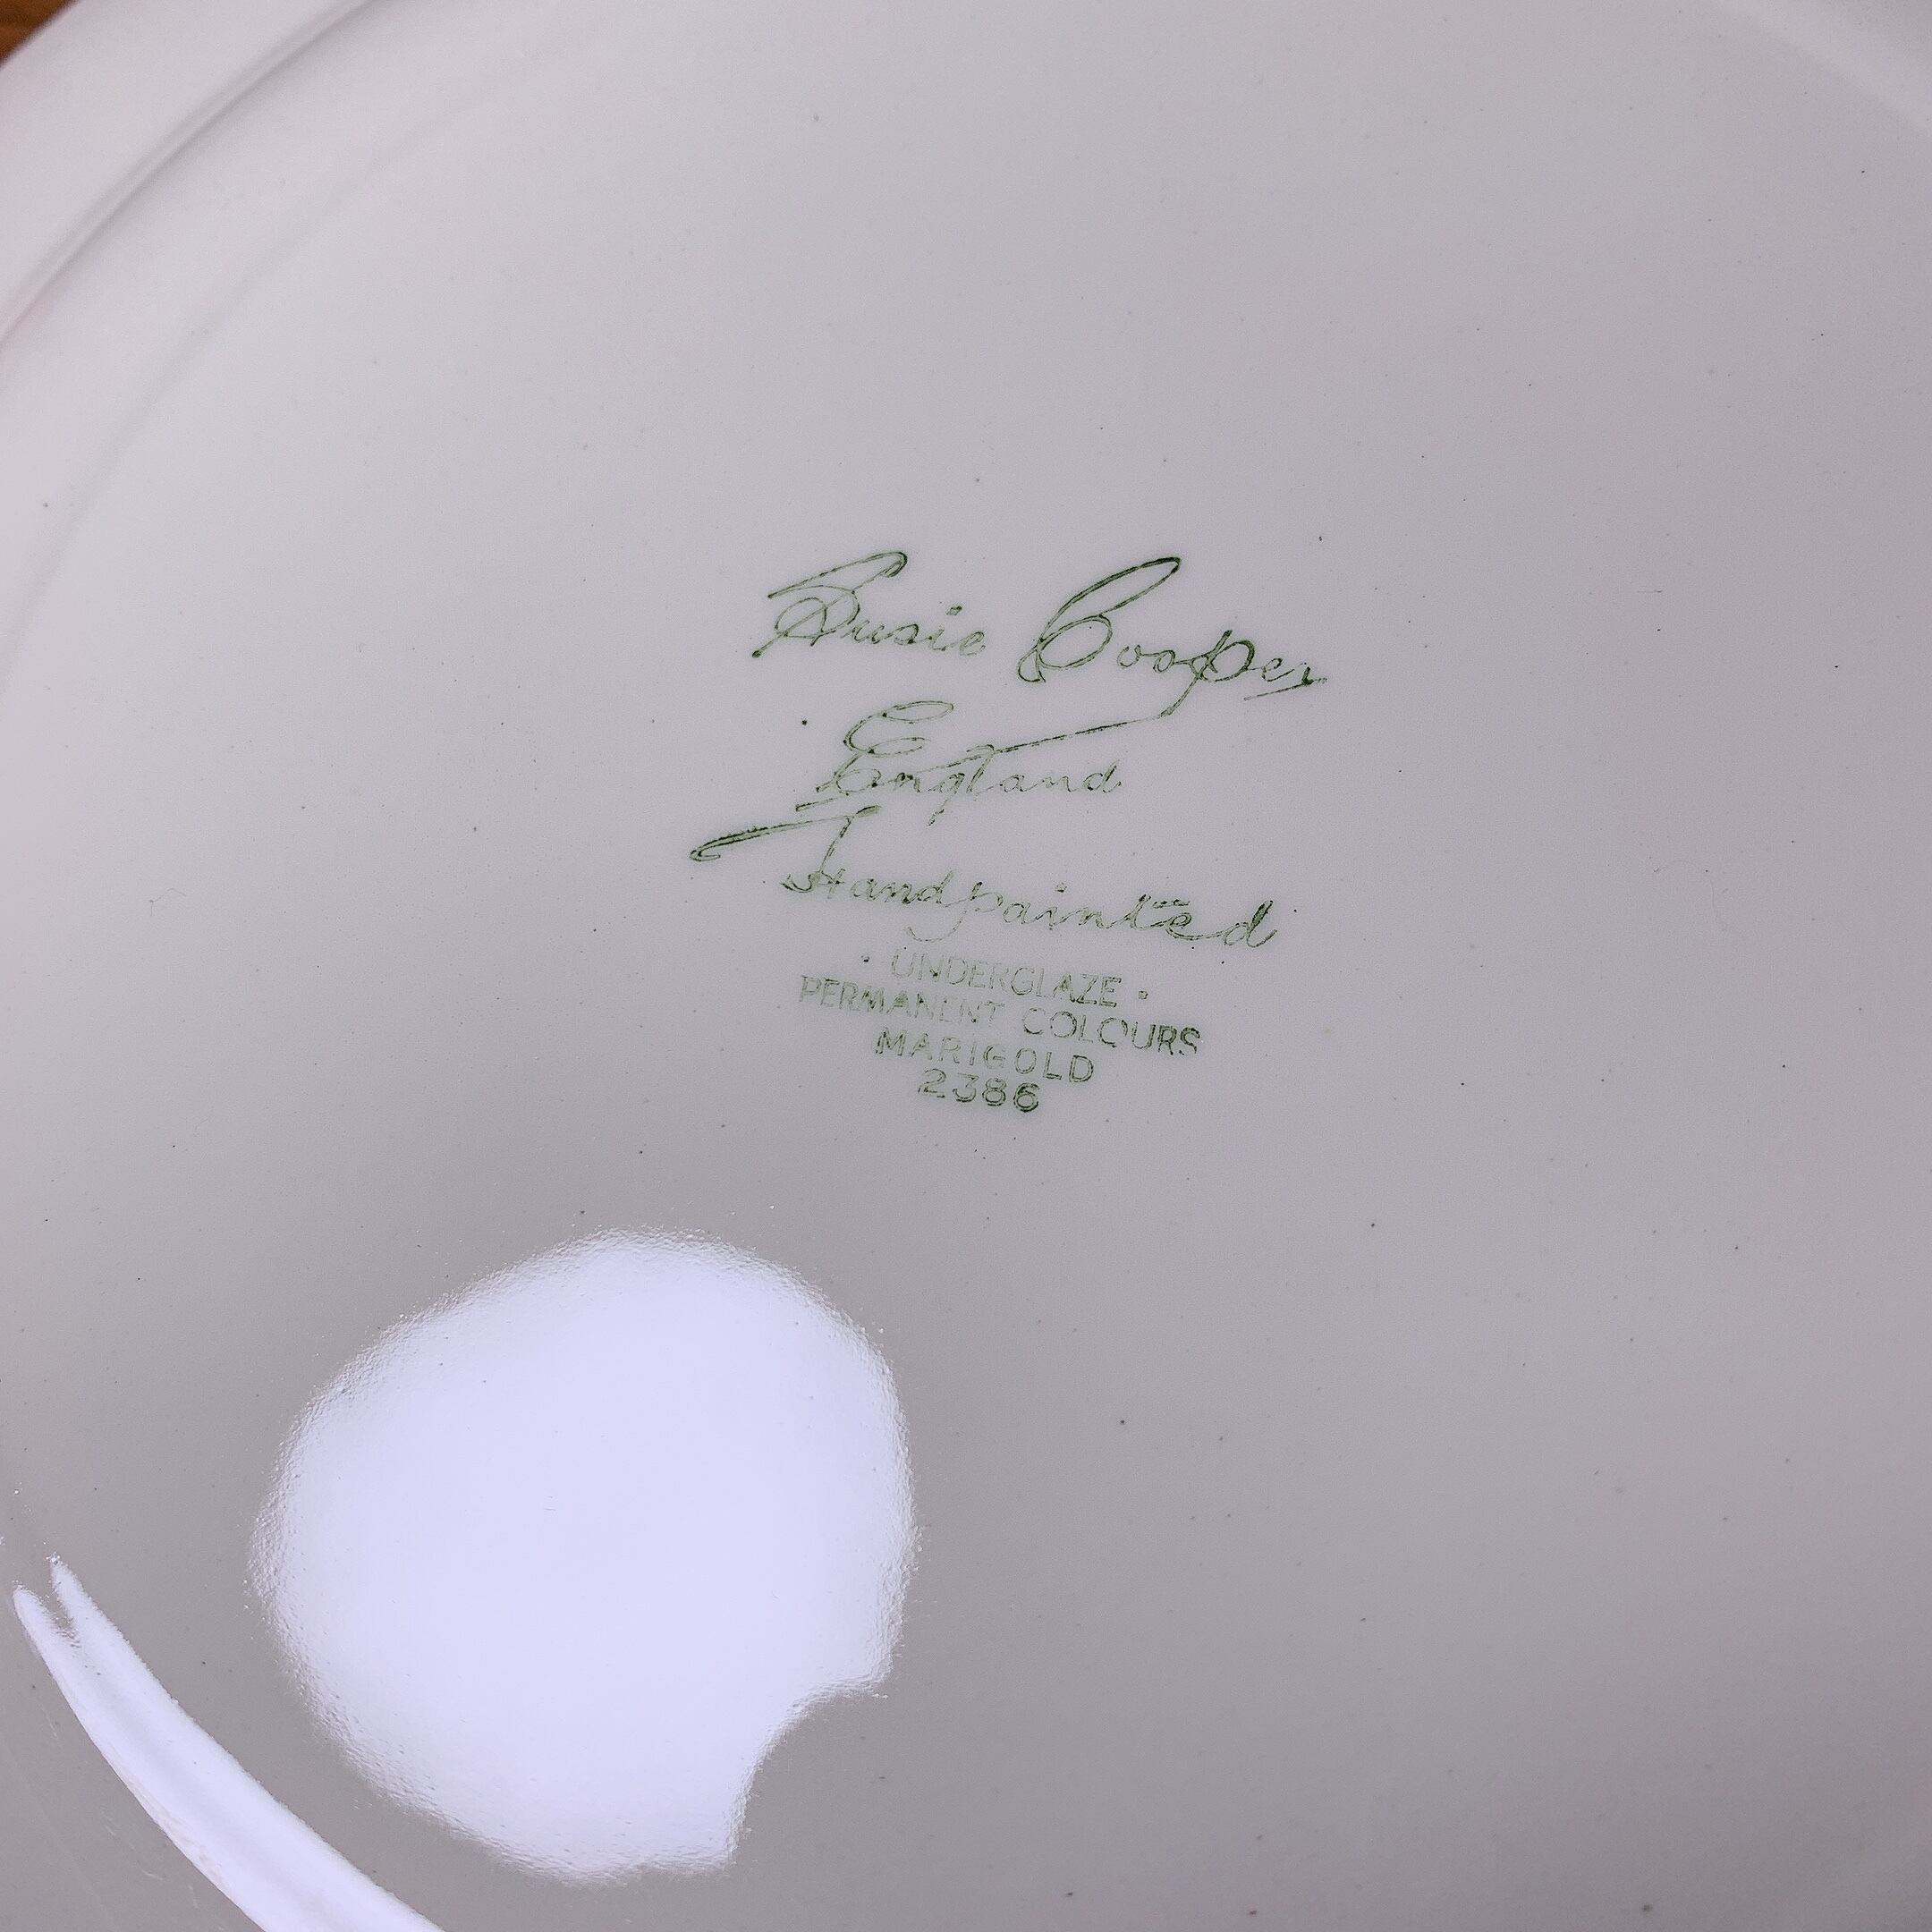 Susie Cooper
England
Handpainted
· UNDERGLAZE ·
PERMANENT COLOURS
MARIGOLD
2386